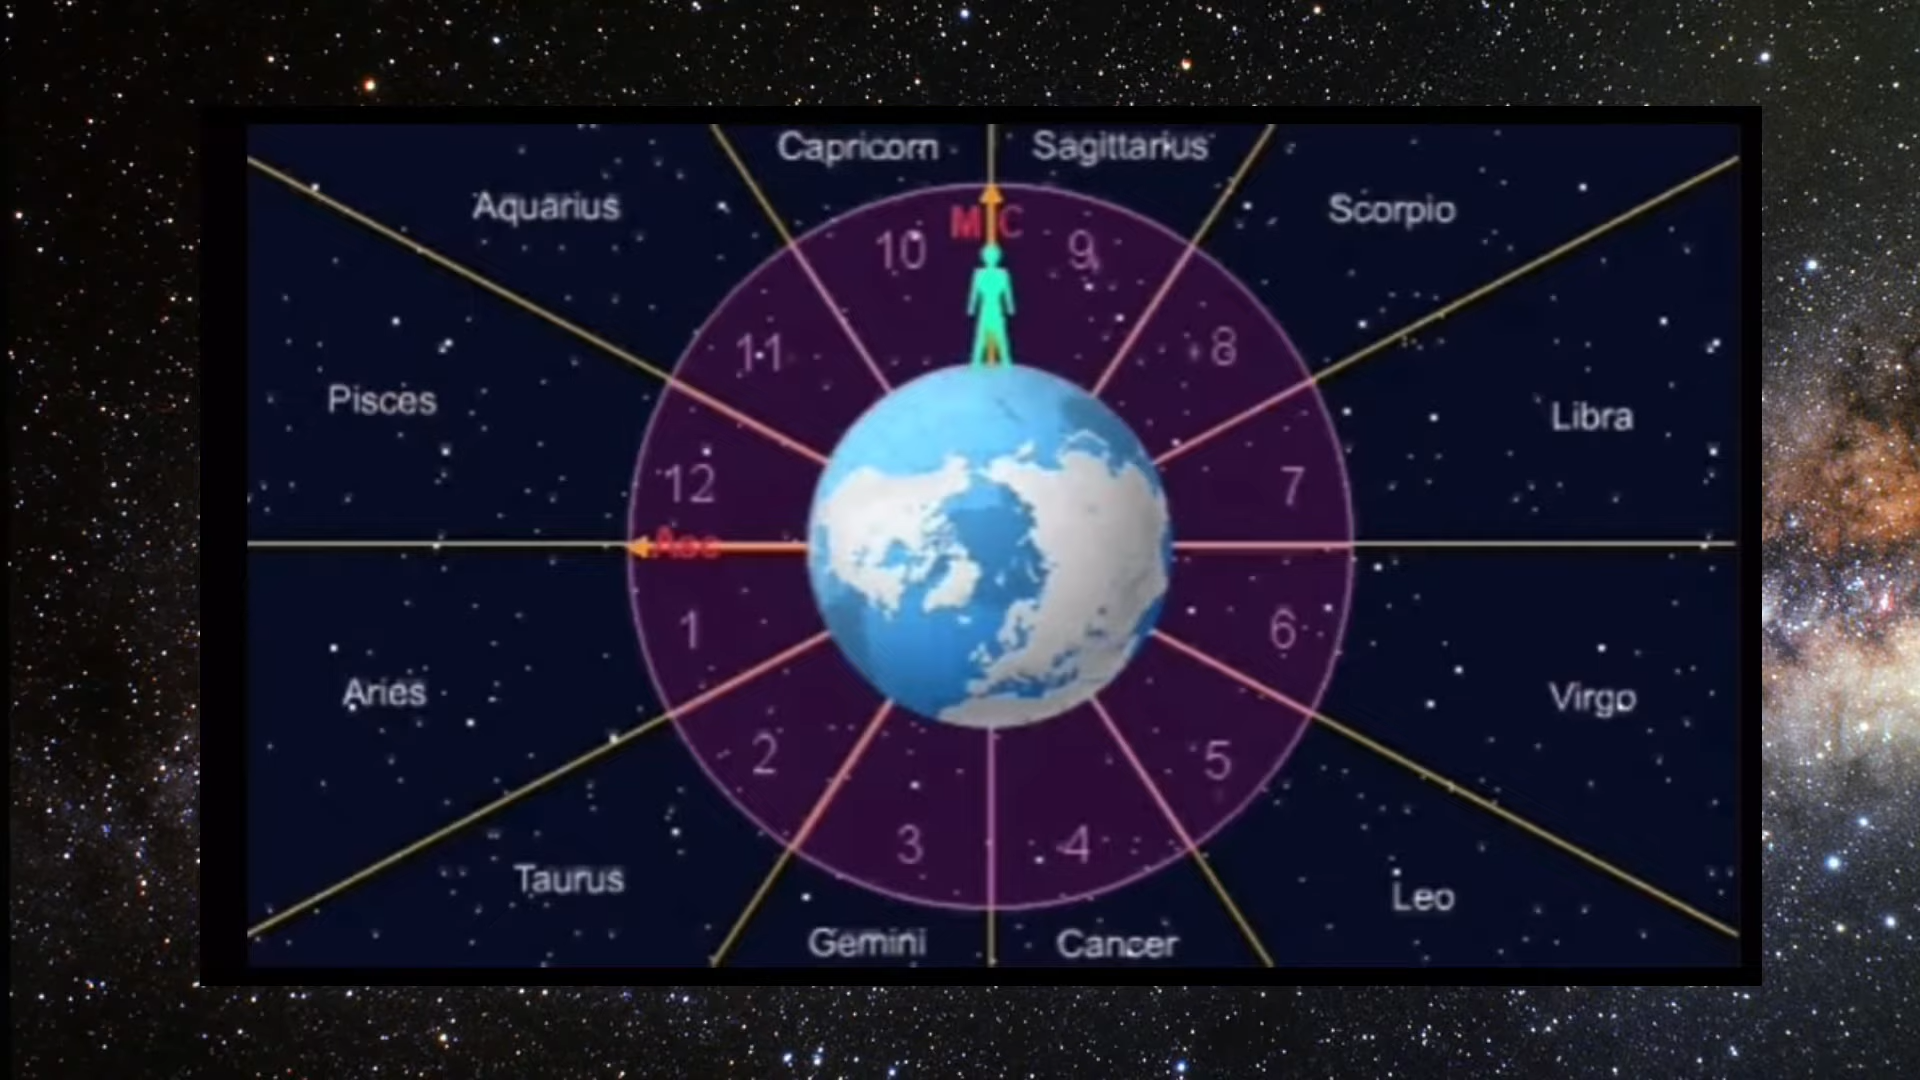 Capricorn
Sagittarius
Aquarius
Scorpio
M C
10
9
11
8
Pisces
Libra
12
7
Asc
1
6
Aries
Virgo
2
5
3
4
Taurus
Leo
Gemini
Cancer